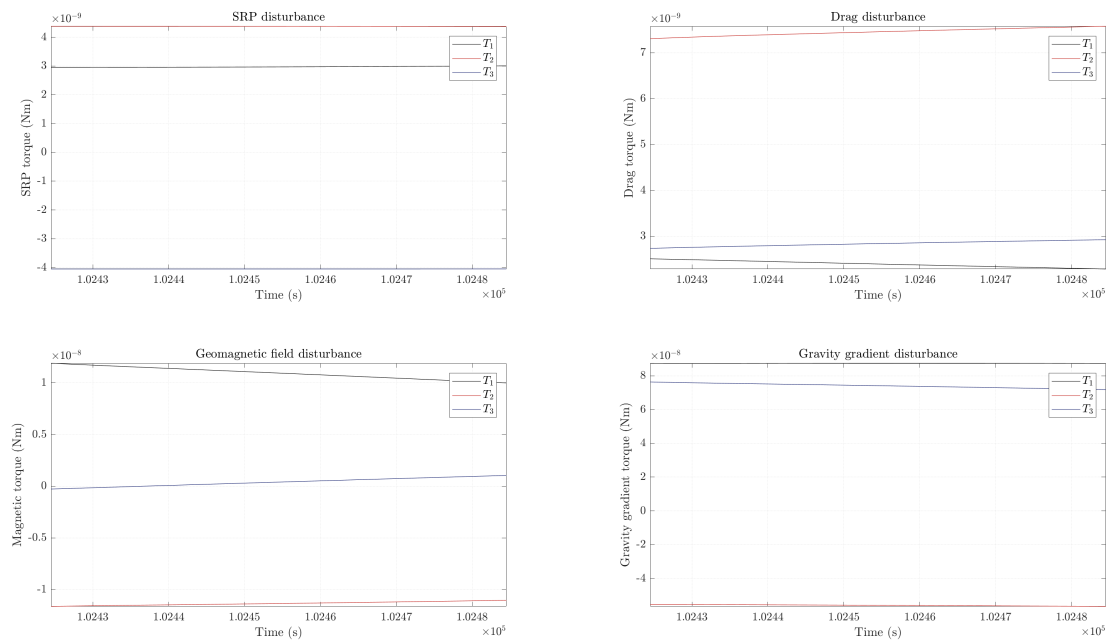 SRP disturbance
×10⁻⁹
4
3
2
1
0
-1
-2
-3
-4
SRP torque (Nm)
T₁
T₂
T₃
1.0243 1.0244 1.0245 1.0246 1.0247 1.0248
Time (s)
×10⁵
Drag disturbance
×10⁻⁹
7
6
5
4
3
Drag torque (Nm)
T₁
T₂
T₃
1.0243 1.0244 1.0245 1.0246 1.0247 1.0248
Time (s)
×10⁵
Geomagnetic field disturbance
×10⁻⁸
1
0.5
0
-0.5
-1
Magnetic torque (Nm)
T₁
T₂
T₃
1.0243 1.0244 1.0245 1.0246 1.0247 1.0248
Time (s)
×10⁵
Gravity gradient disturbance
×10⁻⁸
8
6
4
2
0
-2
-4
Gravity gradient torque (Nm)
T₁
T₂
T₃
1.0243 1.0244 1.0245 1.0246 1.0247 1.0248
Time (s)
×10⁵